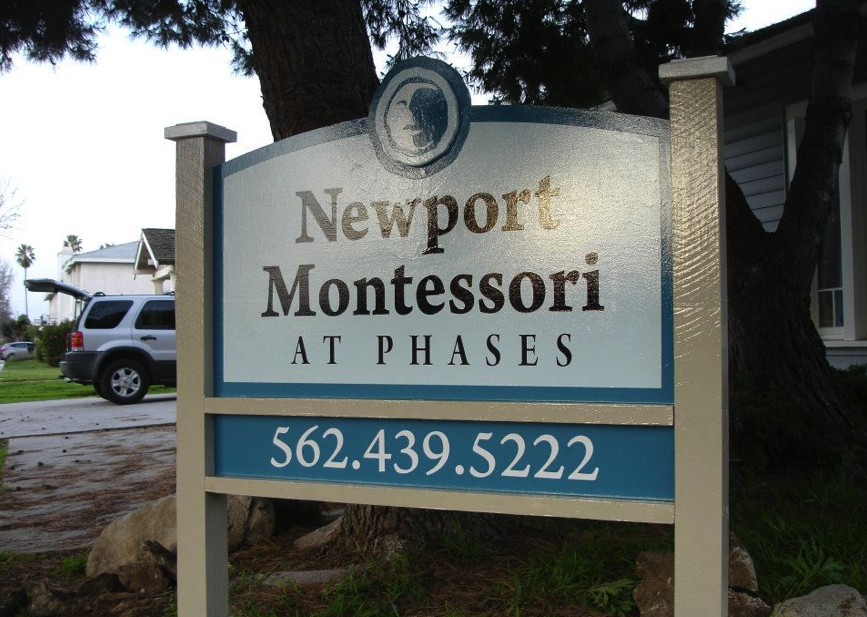 Newport
Montessori
AT PHASES
562.439.5222